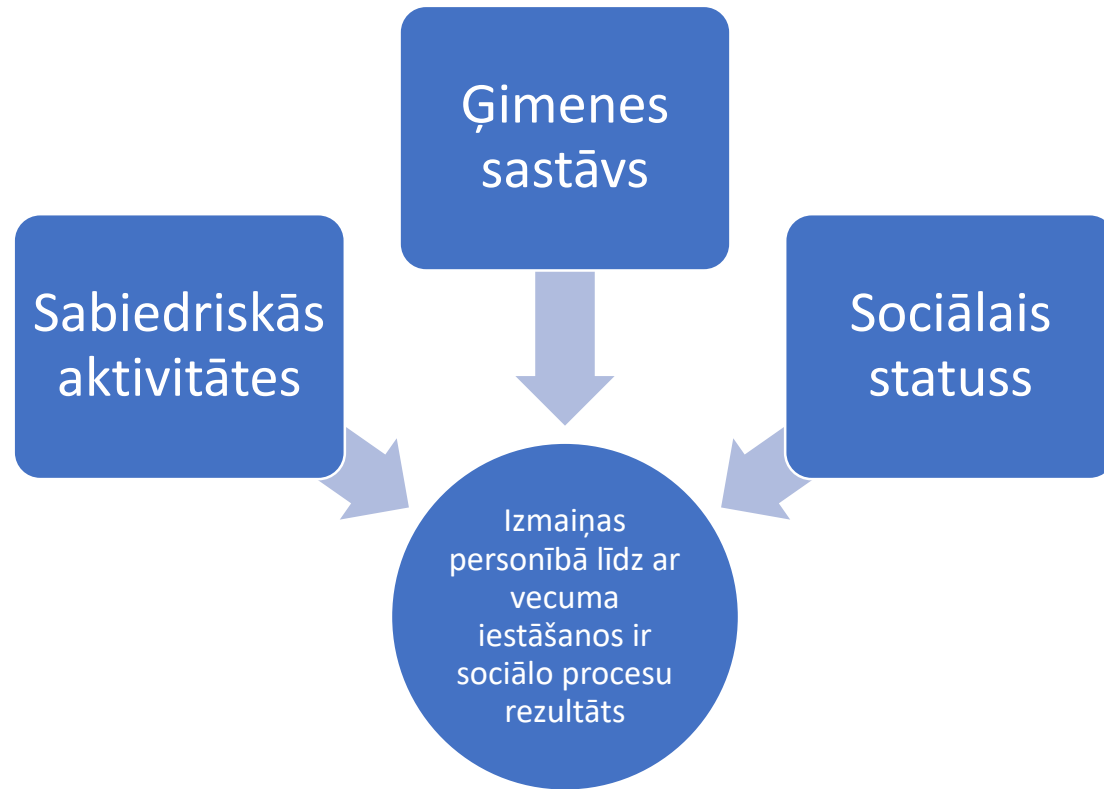 Ģimenes
sastāvs
Sabiedriskās
aktivitātes
Sociālais
statuss
Izmaiņas
personībā līdz ar
vecuma
iestāšanos ir
sociālo procesu
rezultāts